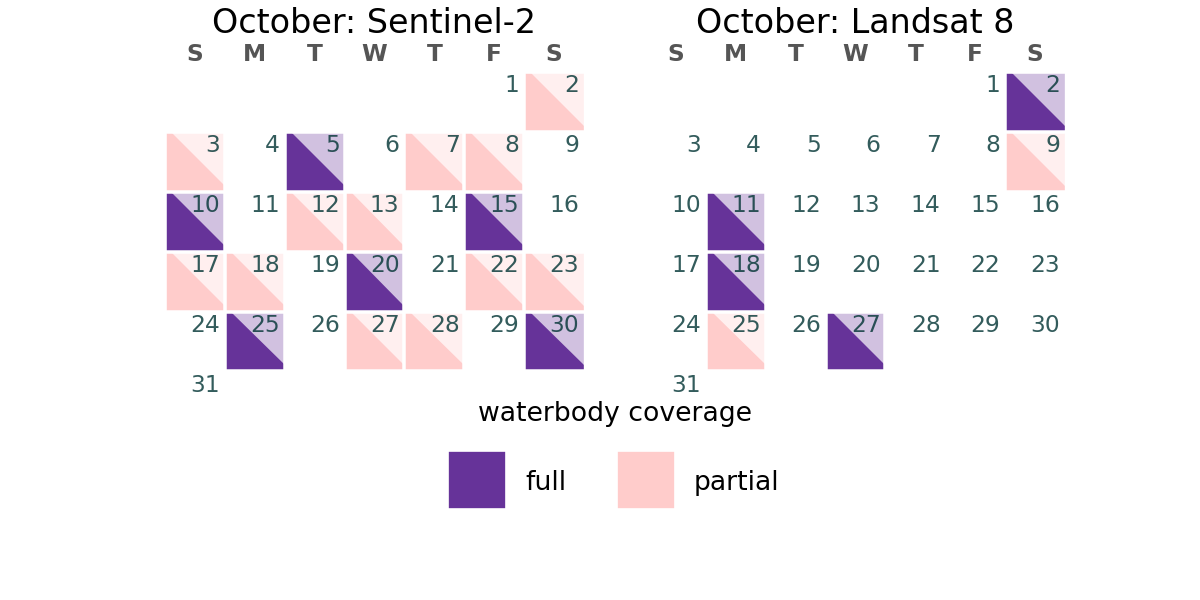 October: Sentinel-2
S M T W T F S
1 2
3 4 5 6 7 8 9
10 11 12 13 14 15 16
17 18 19 20 21 22 23
24 25 26 27 28 29 30
31
October: Landsat 8
S M T W T F S
1 2
3 4 5 6 7 8 9
10 11 12 13 14 15 16
17 18 19 20 21 22 23
24 25 26 27 28 29 30
31
waterbody coverage
full partial